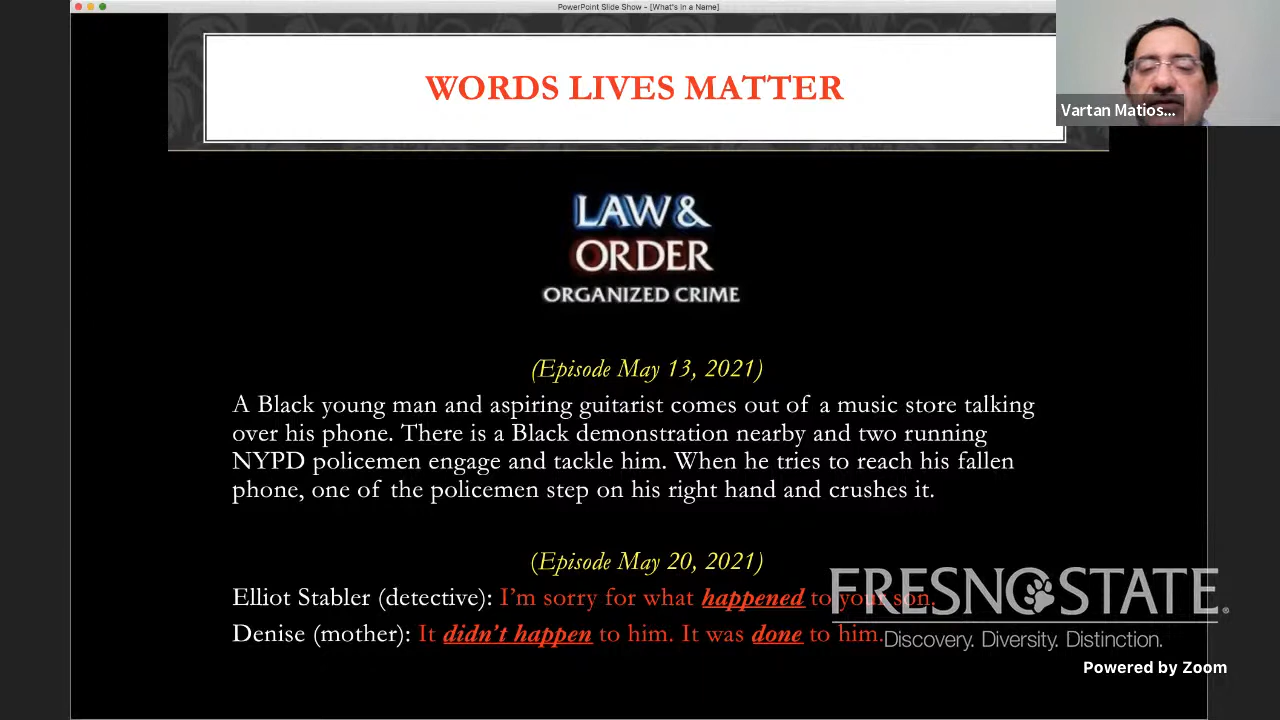 PowerPoint Slide Show - [What's in a Name]
WORDS LIVES MATTER
Vartan Matios...
LAW &
ORDER
ORGANIZED CRIME
(Episode May 13, 2021)
A Black young man and aspiring guitarist comes out of a music store talking
over his phone. There is a Black demonstration nearby and two running
NYPD policemen engage and tackle him. When he tries to reach his fallen
phone, one of the policemen step on his right hand and crushes it.
(Episode May 20, 2021)
Elliot Stabler (detective): I'm sorry for what happened to your son.
Denise (mother): It didn't happen to him. It was done to him.
FRESNO STATE®
Discovery. Diversity. Distinction.
Powered by Zoom